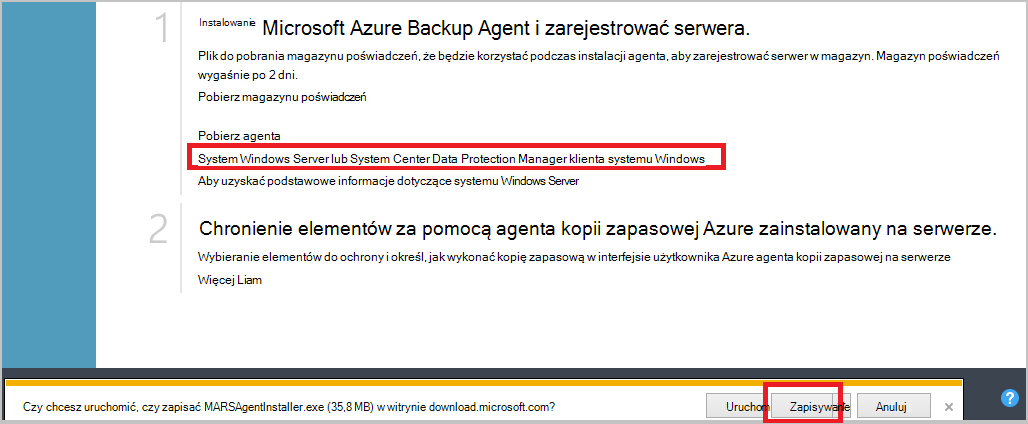 1
Instalowanie Microsoft Azure Backup Agent i zarejestrować serwera.
Plik do pobrania magazynu poświadczeń, że będzie korzystać podczas instalacji agenta, aby zarejestrować serwer w magazyn. Magazyn poświadczeń
wygaśnie po 2 dni.
Pobierz magazynu poświadczeń
Pobierz agenta
System Windows Server lub System Center Data Protection Manager klienta systemu Windows
Aby uzyskać podstawowe informacje dotyczące systemu Windows Server
2
Chronienie elementów za pomocą agenta kopii zapasowej Azure zainstalowany na serwerze.
Wybieranie elementów do ochrony i określ, jak wykonać kopię zapasową w interfejsie użytkownika Azure agenta kopii zapasowej na serwerze
Więcej Liam
Czy chcesz uruchomić, czy zapisać MARSAgentInstaller.exe (35,8 MB) w witrynie download.microsoft.com?
Uruchom Zapisywanie Anuluj ×
?